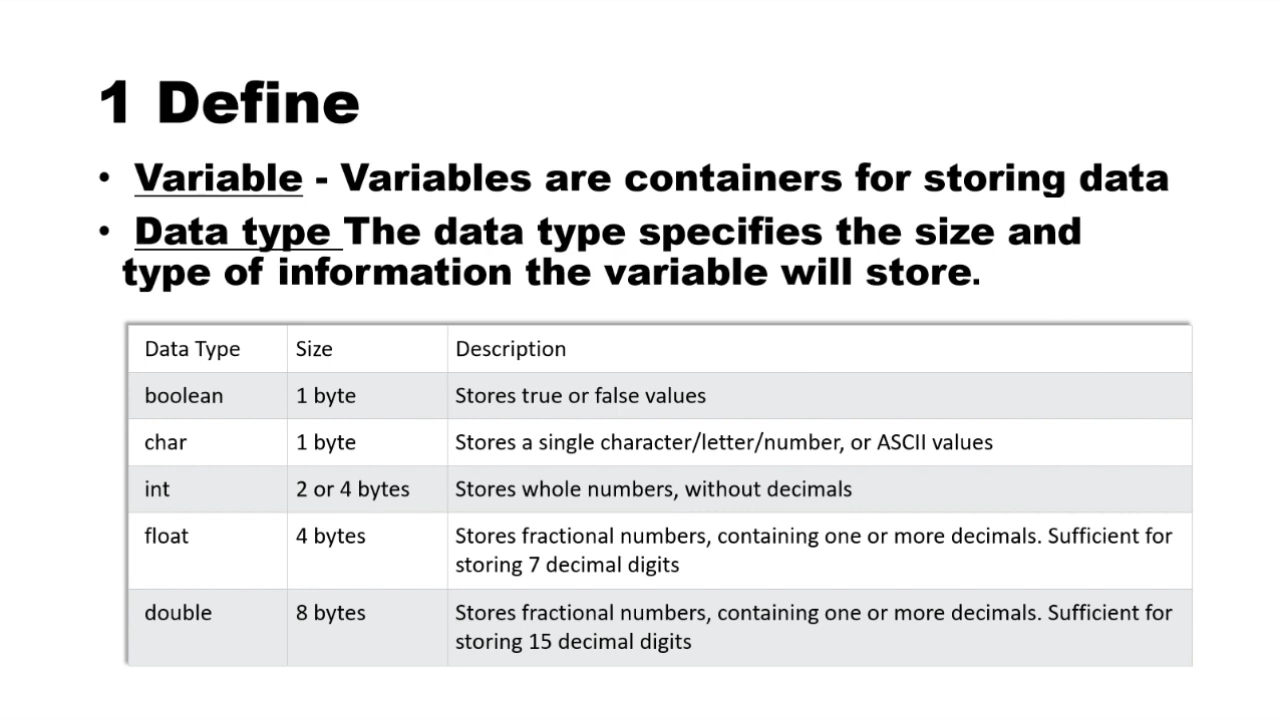 1 Define
• Variable - Variables are containers for storing data
• Data type The data type specifies the size and
type of information the variable will store.
Data Type Size Description
boolean 1 byte Stores true or false values
char 1 byte Stores a single character/letter/number, or ASCII values
int 2 or 4 bytes Stores whole numbers, without decimals
float 4 bytes Stores fractional numbers, containing one or more decimals. Sufficient for
storing 7 decimal digits
double 8 bytes Stores fractional numbers, containing one or more decimals. Sufficient for
storing 15 decimal digits